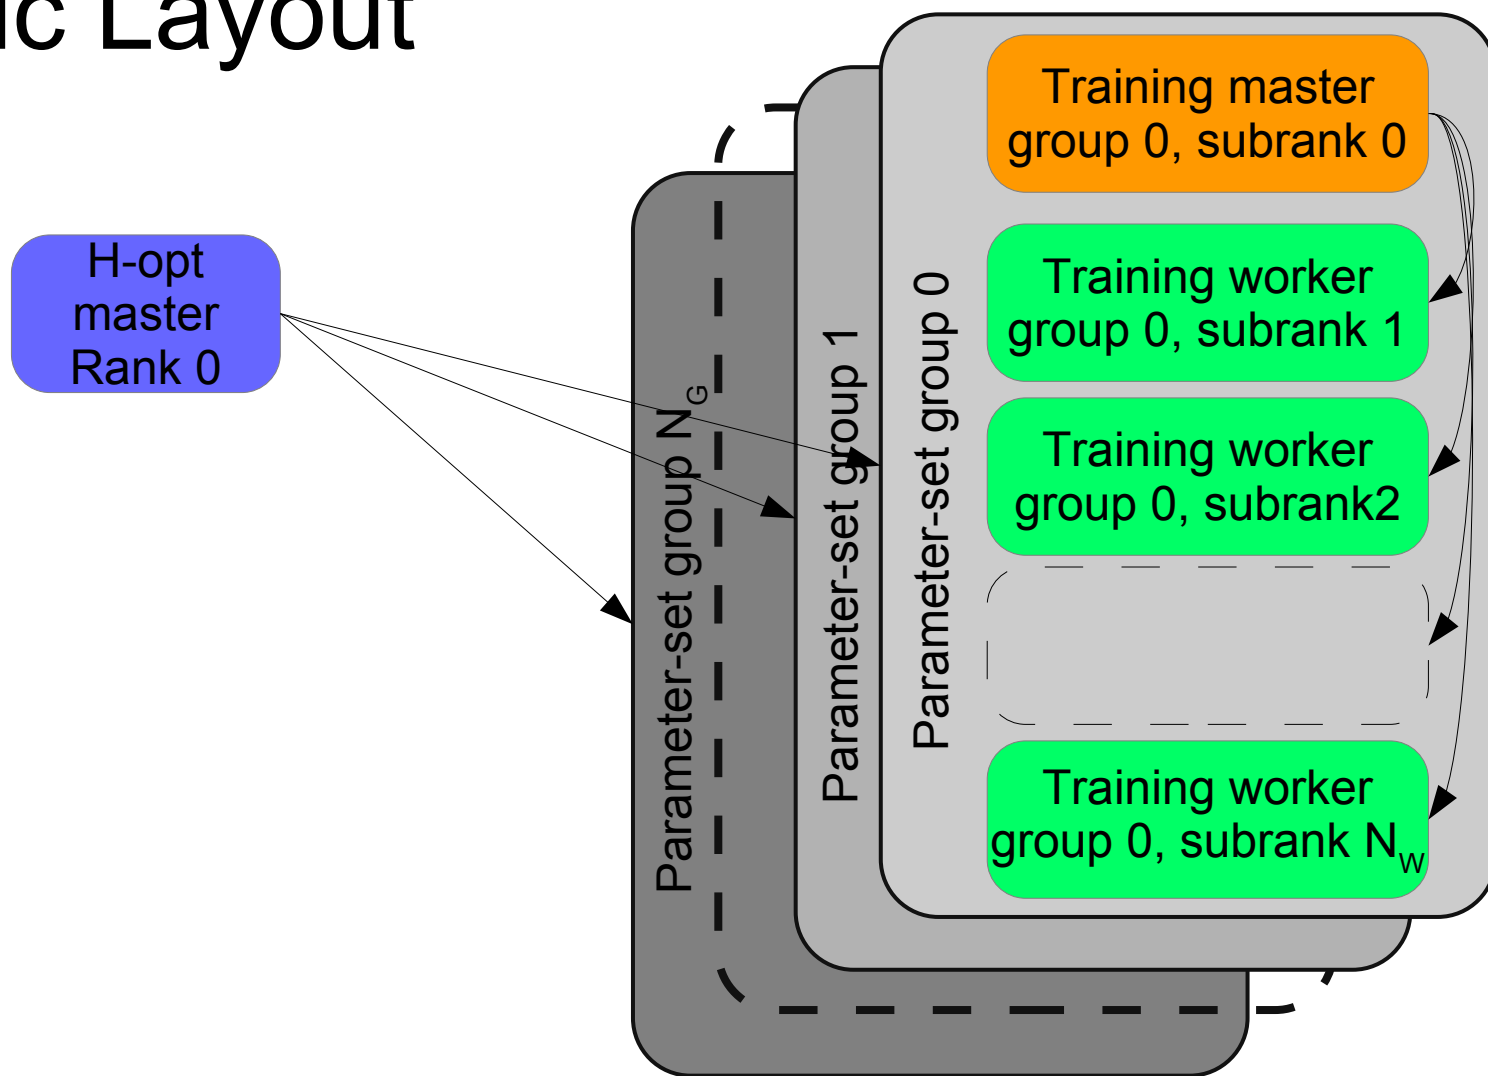 ic Layout
H-opt
master
Rank 0
Parameter-set group N_G
Parameter-set group 1
Parameter-set group 0
Training master
group 0, subrank 0
Training worker
group 0, subrank 1
Training worker
group 0, subrank2
Training worker
group 0, subrank N_W